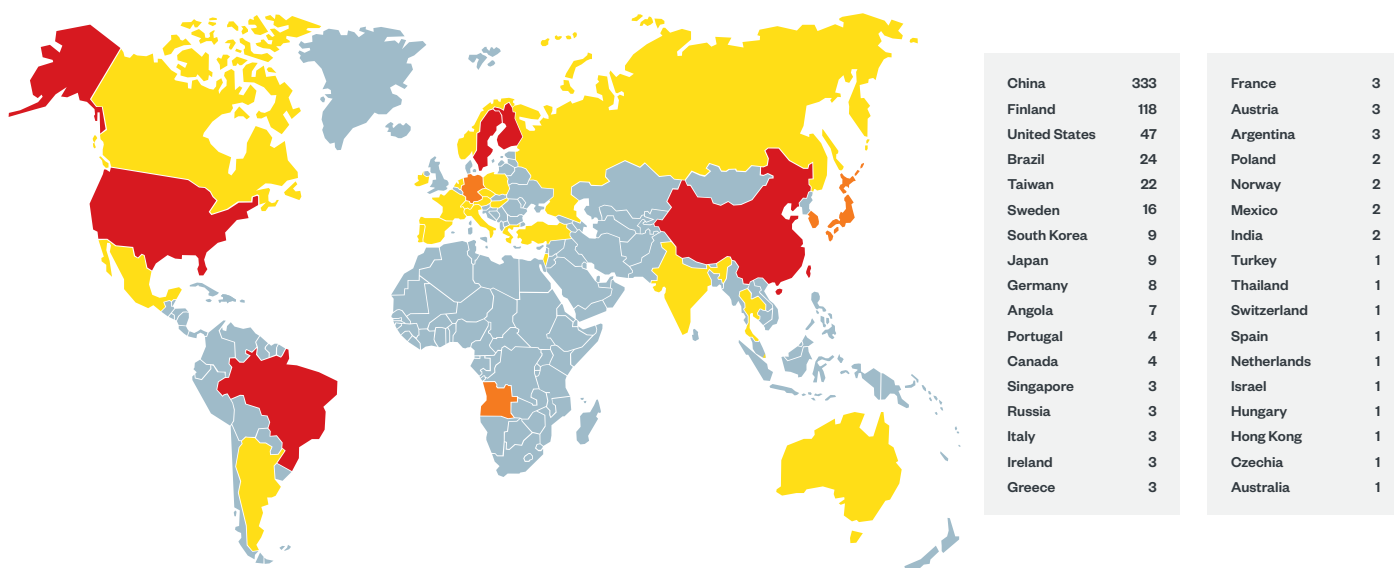 China 333
Finland 118
United States 47
Brazil 24
Taiwan 22
Sweden 16
South Korea 9
Japan 9
Germany 8
Angola 7
Portugal 4
Canada 4
Singapore 3
Russia 3
Italy 3
Ireland 3
Greece 3
France 3
Austria 3
Argentina 3
Poland 2
Norway 2
Mexico 2
India 2
Turkey 1
Thailand 1
Switzerland 1
Spain 1
Netherlands 1
Israel 1
Hungary 1
Hong Kong 1
Czechia 1
Australia 1